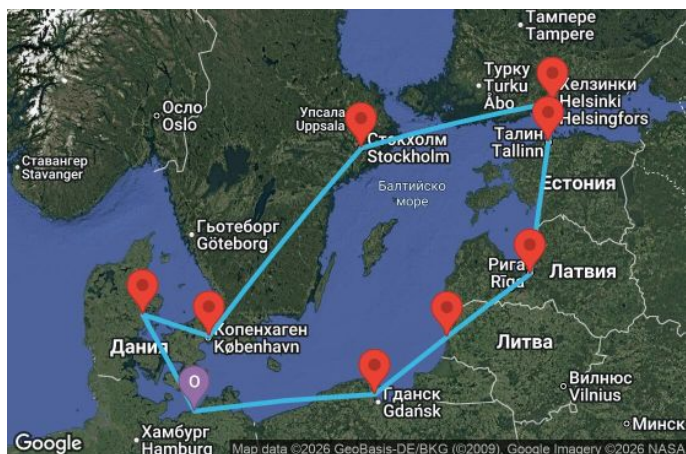 Тампере
Tampere
Турку
Turku
Åbo
Хелзинки
Helsinki
Helsingfors
Осло
Oslo
Упсала
Uppsala
Стокхолм
Stockholm
Талин
Tallinn
Ставангер
Stavanger
Балтийско
море
Естония
Гьотеборг
Göteborg
Рига
Rīga
Латвия
Копенхаген
København
Дания
Литва
O
Гданск
Gdańsk
Вилнюс
Vilnius
Минск
Хамбург
Hamburg
Google
Map data ©2026 GeoBasis-DE/BKG (©2009), Google Imagery ©2026 NASA